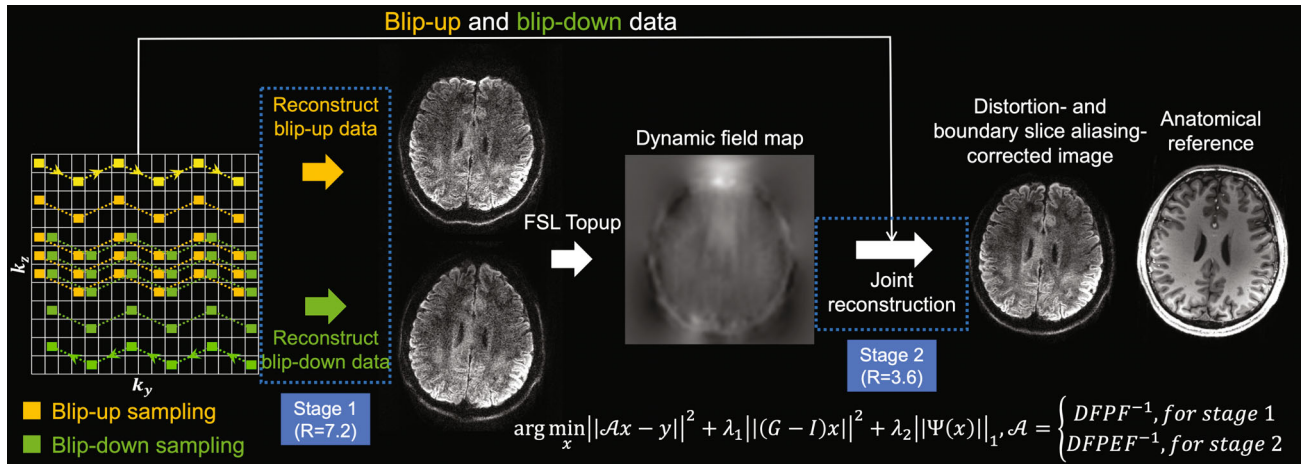 Blip-up and blip-down data
Reconstruct
blip-up data
Dynamic field map
Distortion- and
boundary slice aliasing-
corrected image
Anatomical
reference
FSL Topup
k_z
Joint
reconstruction
Reconstruct
blip-down data
k_y
Stage 1
(R=7.2)
Stage 2
(R=3.6)
Blip-up sampling
Blip-down sampling
arg min_x ||𝒜x − y||^2 + λ_1||(G − I)x||^2 + λ_2||Ψ(x)||_1, 𝒜 = { DFPF^{−1}, for stage 1
DFPEF^{−1}, for stage 2